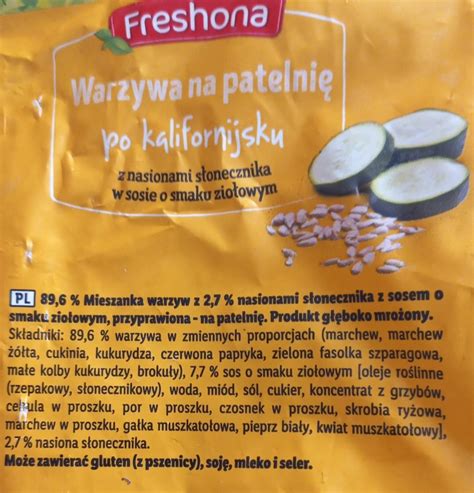 Freshona
Warzywa na patelnię
po kalifornijsku
z nasionami słonecznika
w sosie o smaku ziołowym
PL 89,6 % Mieszanka warzyw z 2,7 % nasionami słonecznika z sosem o
smaku ziołowym, przyprawiona - na patelnię. Produkt głęboko mrożony.
Składniki: 89,6 % warzywa w zmiennych proporcjach (marchew, marchew
żółta, cukinia, kukurydza, czerwona papryka, zielona fasolka szparagowa,
małe kolby kukurydzy, brokuły), 7,7 % sos o smaku ziołowym [oleje roślinne
(rzepakowy, słonecznikowy), woda, miód, sól, cukier, koncentrat z grzybów,
cebula w proszku, por w proszku, czosnek w proszku, skrobia ryżowa,
marchew w proszku, gałka muszkatołowa, pieprz biały, kwiat muszkatołowy],
2,7 % nasiona słonecznika.
Może zawierać gluten (z pszenicy), soję, mleko i seler.